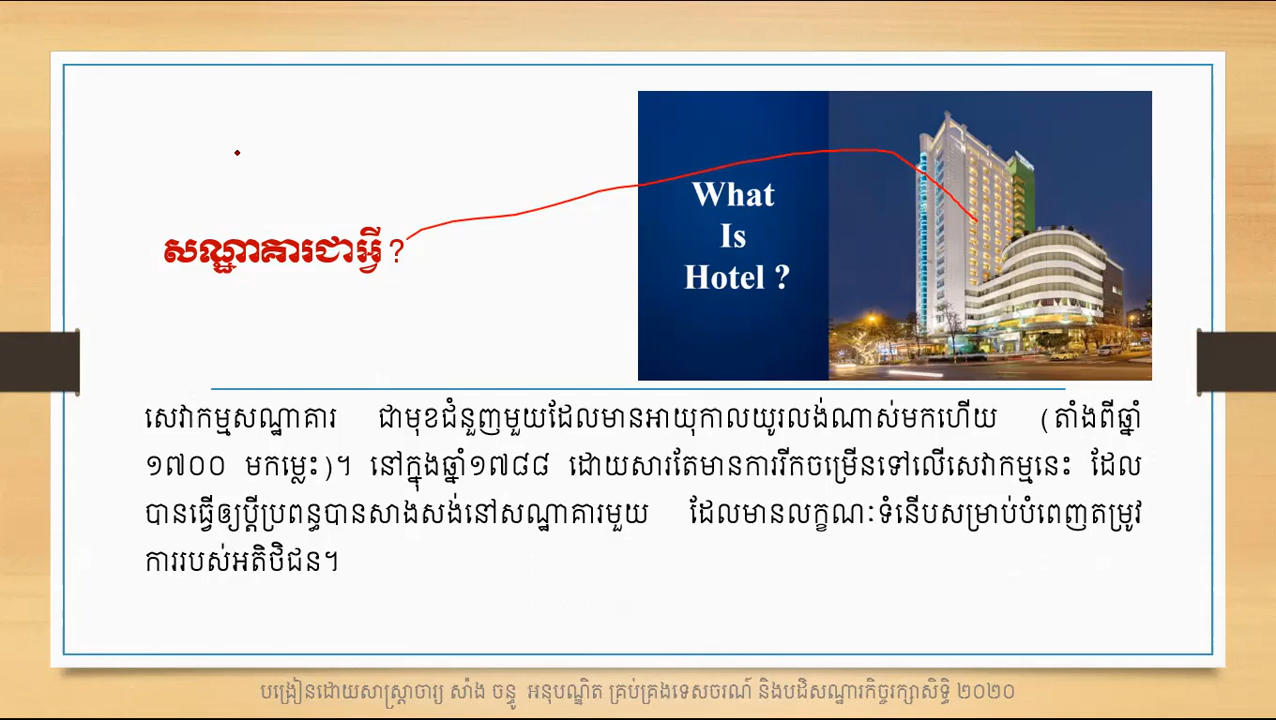 សណ្ឋាគារជាអ្វី?
What
Is
Hotel ?
សេវាកម្មសណ្ឋាគារ ជាមុខជំនួញមួយដែលមានអាយុកាលយូរលង់ណាស់មកហើយ (តាំងពីឆ្នាំ
១៧០០ មកម្លេះ)។ នៅក្នុងឆ្នាំ១៧៨៨ ដោយសារតែមានការរីកចម្រើនទៅលើសេវាកម្មនេះ ដែល
បានធ្វើឲ្យប្តីប្រពន្ធបានសាងសង់នៅសណ្ឋាគារមួយ ដែលមានលក្ខណៈទំនើបសម្រាប់បំពេញតម្រូវ
ការរបស់អតិថិជន។
បង្រៀនដោយសាស្ត្រាចារ្យ សាំង ចន្ធូ អនុបណ្ឌិត គ្រប់គ្រងទេសចរណ៍ និងបដិសណ្ឋារកិច្ចរក្សាសិទ្ធិ ២០២០